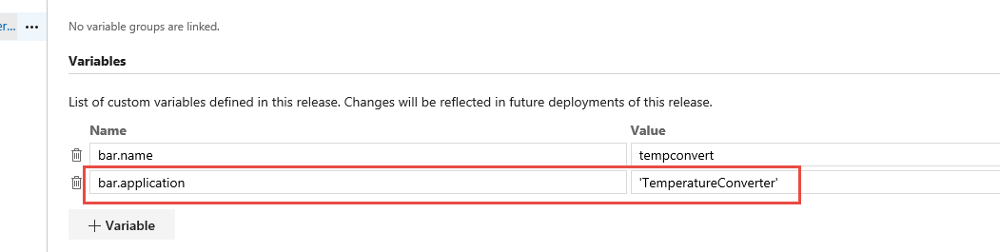 er...
No variable groups are linked.
Variables
List of custom variables defined in this release. Changes will be reflected in future deployments of this release.
Name Value
bar.name tempconvert
bar.application 'TemperatureConverter'
+ Variable